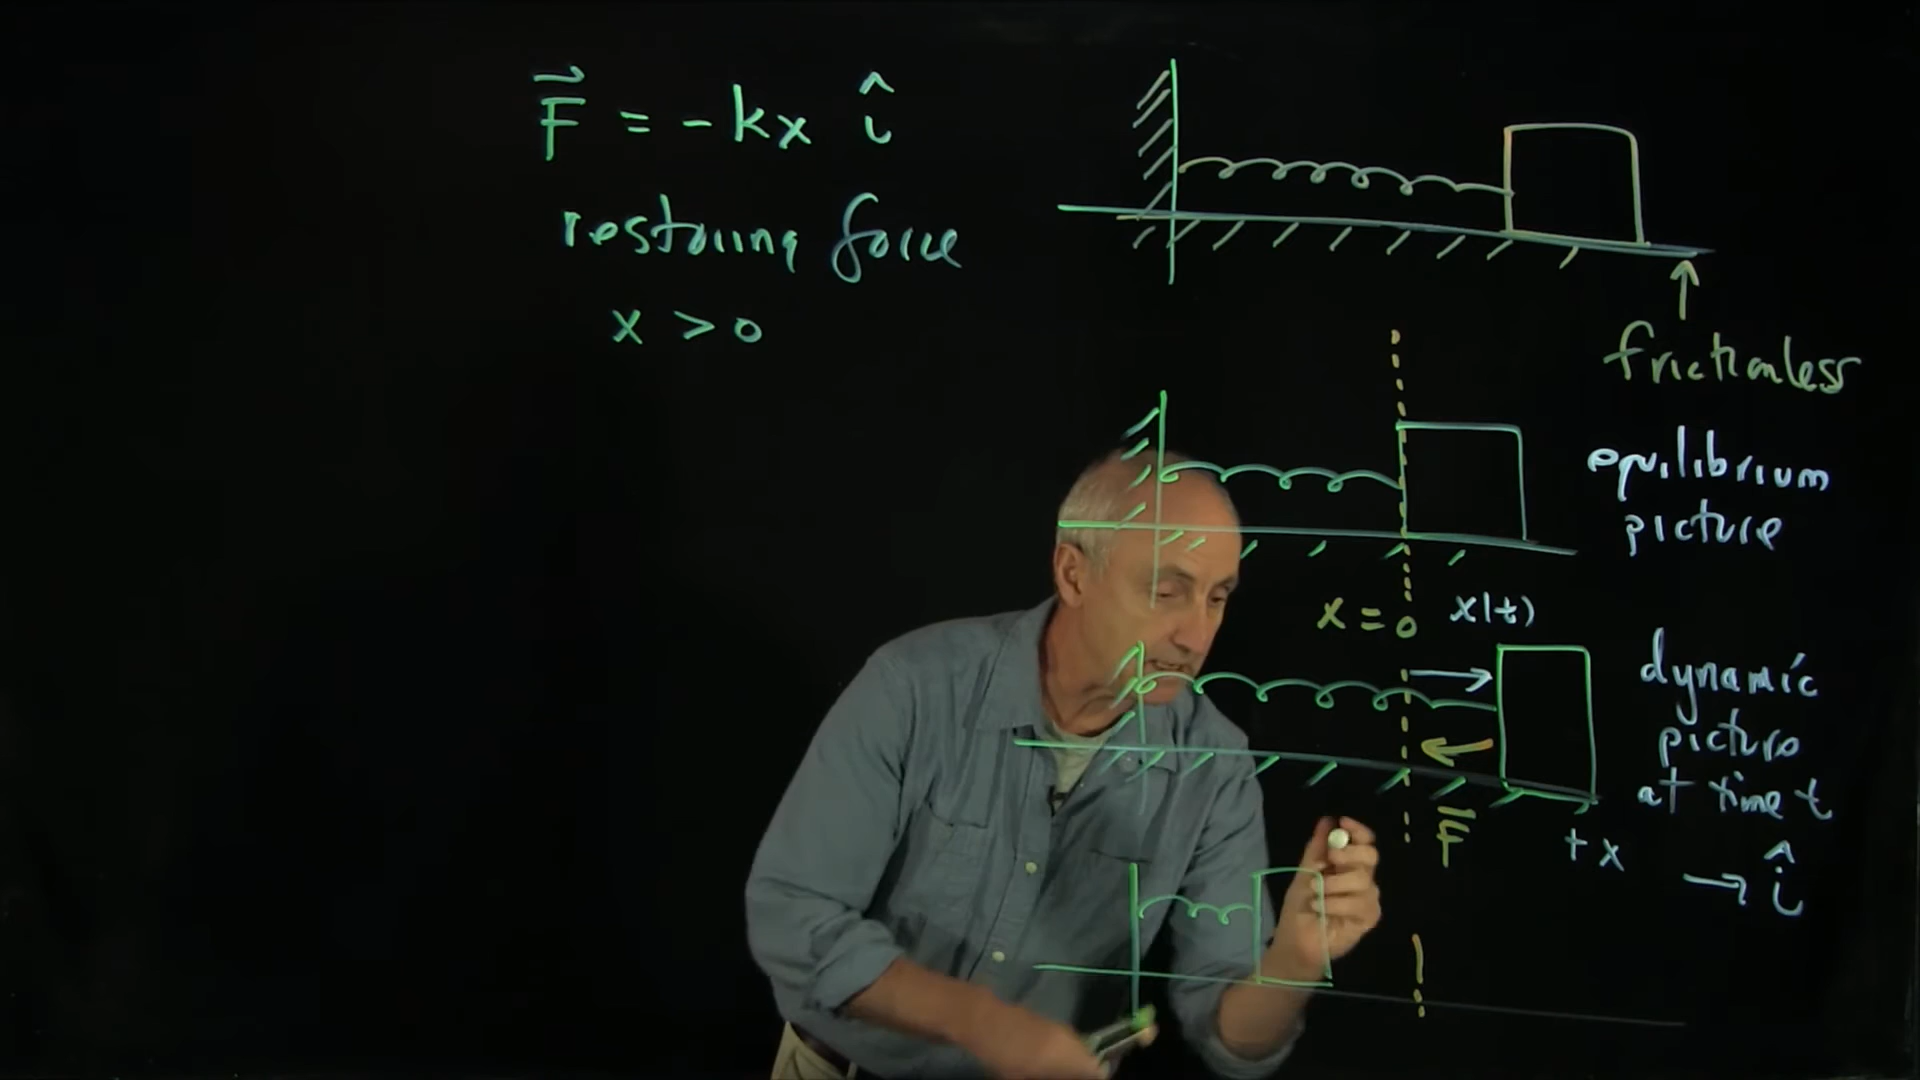 F⃗ = - kx î
restoring force
x > 0
frictionless
equilibrium
picture
x = 0
x(t)
dynamic
picture
at time t
F⃗
+x
→ î